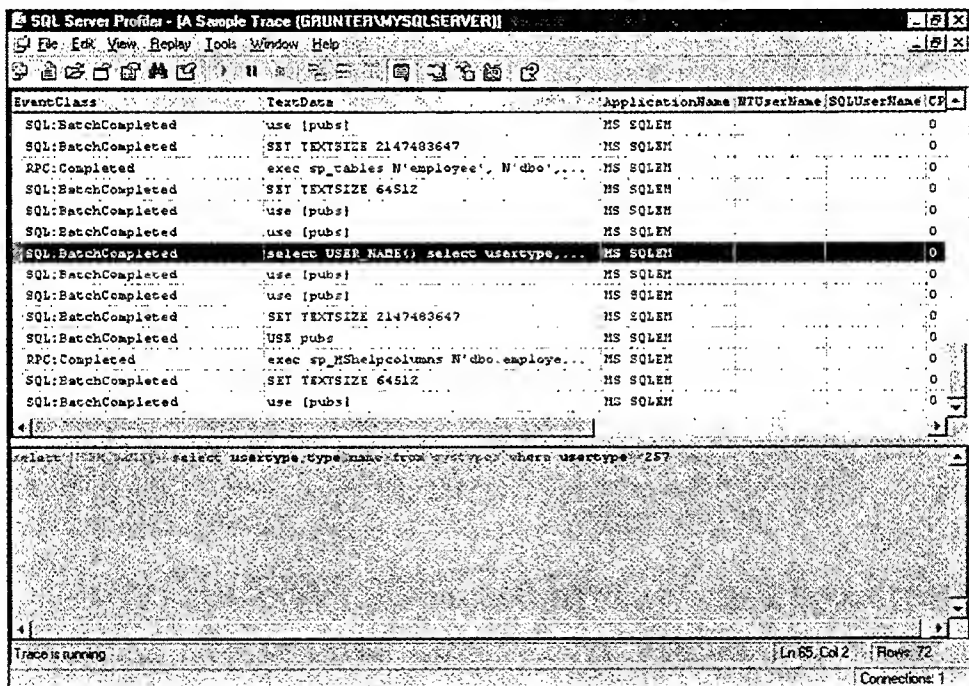 SQL Server Profiler - [A Sample Trace (GRUNTER\MYSQLSERVER)]
File Edit View Replay Tools Window Help
EventClass TextData ApplicationName NTUserName SQLUserName CP
SQL:BatchCompleted use [pubs] MS SQLEM 0
SQL:BatchCompleted SET TEXTSIZE 2147483647 MS SQLEM 0
RPC:Completed exec sp_tables N'employee', N'dbo',... MS SQLEM 0
SQL:BatchCompleted SET TEXTSIZE 64512 MS SQLEM 0
SQL:BatchCompleted use [pubs] MS SQLEM 0
SQL:BatchCompleted use [pubs] MS SQLEM 0
SQL:BatchCompleted select USER_NAME() select usertype,... MS SQLEM 0
SQL:BatchCompleted use [pubs] MS SQLEM 0
SQL:BatchCompleted use [pubs] MS SQLEM 0
SQL:BatchCompleted SET TEXTSIZE 2147483647 MS SQLEM 0
SQL:BatchCompleted USE pubs MS SQLEM 0
RPC:Completed exec sp_MShelpcolumns N'dbo.employe... MS SQLEM 0
SQL:BatchCompleted SET TEXTSIZE 64512 MS SQLEM 0
SQL:BatchCompleted use [pubs] MS SQLEM 0
select select usertype,type,name from systypes where usertype 257
Trace is running Ln 65, Col 2 Rows: 72
Connections: 1